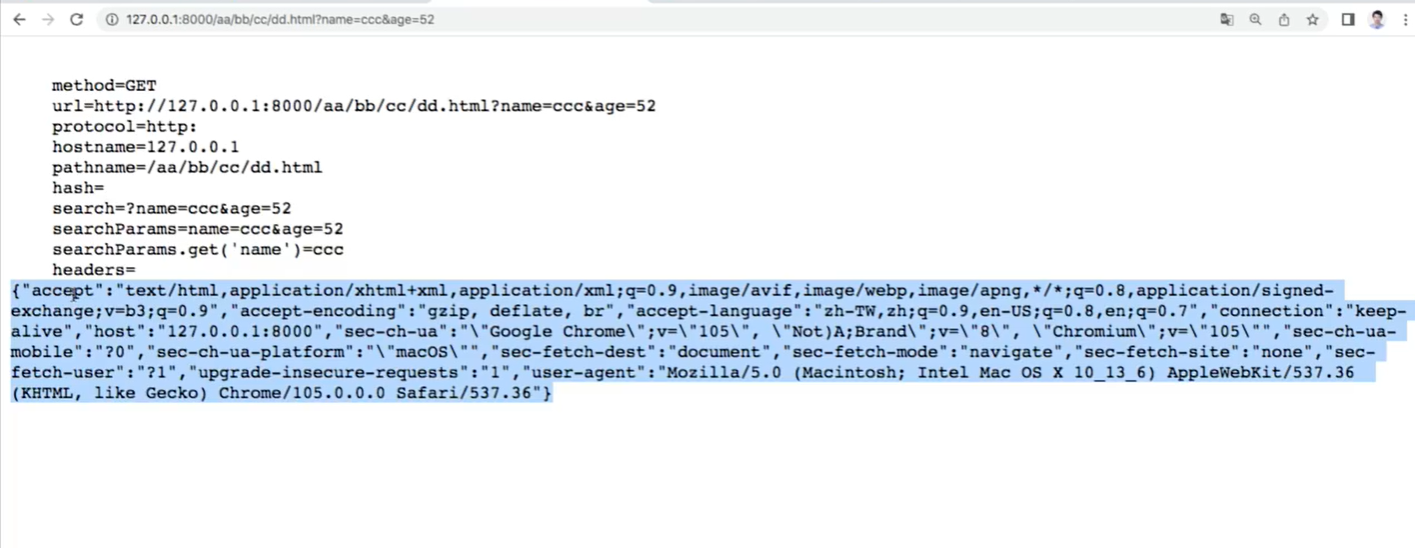 127.0.0.1:8000/aa/bb/cc/dd.html?name=ccc&age=52
method=GET
url=http://127.0.0.1:8000/aa/bb/cc/dd.html?name=ccc&age=52
protocol=http:
hostname=127.0.0.1
pathname=/aa/bb/cc/dd.html
hash=
search=?name=ccc&age=52
searchParams=name=ccc&age=52
searchParams.get('name')=ccc
headers=
{"accept":"text/html,application/xhtml+xml,application/xml;q=0.9,image/avif,image/webp,image/apng,*/*;q=0.8,application/signed-
exchange;v=b3;q=0.9","accept-encoding":"gzip, deflate, br","accept-language":"zh-TW,zh;q=0.9,en-US;q=0.8,en;q=0.7","connection":"keep-
alive","host":"127.0.0.1:8000","sec-ch-ua":"\"Google Chrome\";v=\"105\", \"Not)A;Brand\";v=\"8\", \"Chromium\";v=\"105\"","sec-ch-ua-
mobile":"?0","sec-ch-ua-platform":"\"macOS\"","sec-fetch-dest":"document","sec-fetch-mode":"navigate","sec-fetch-site":"none","sec-
fetch-user":"?1","upgrade-insecure-requests":"1","user-agent":"Mozilla/5.0 (Macintosh; Intel Mac OS X 10_13_6) AppleWebKit/537.36
(KHTML, like Gecko) Chrome/105.0.0.0 Safari/537.36"}